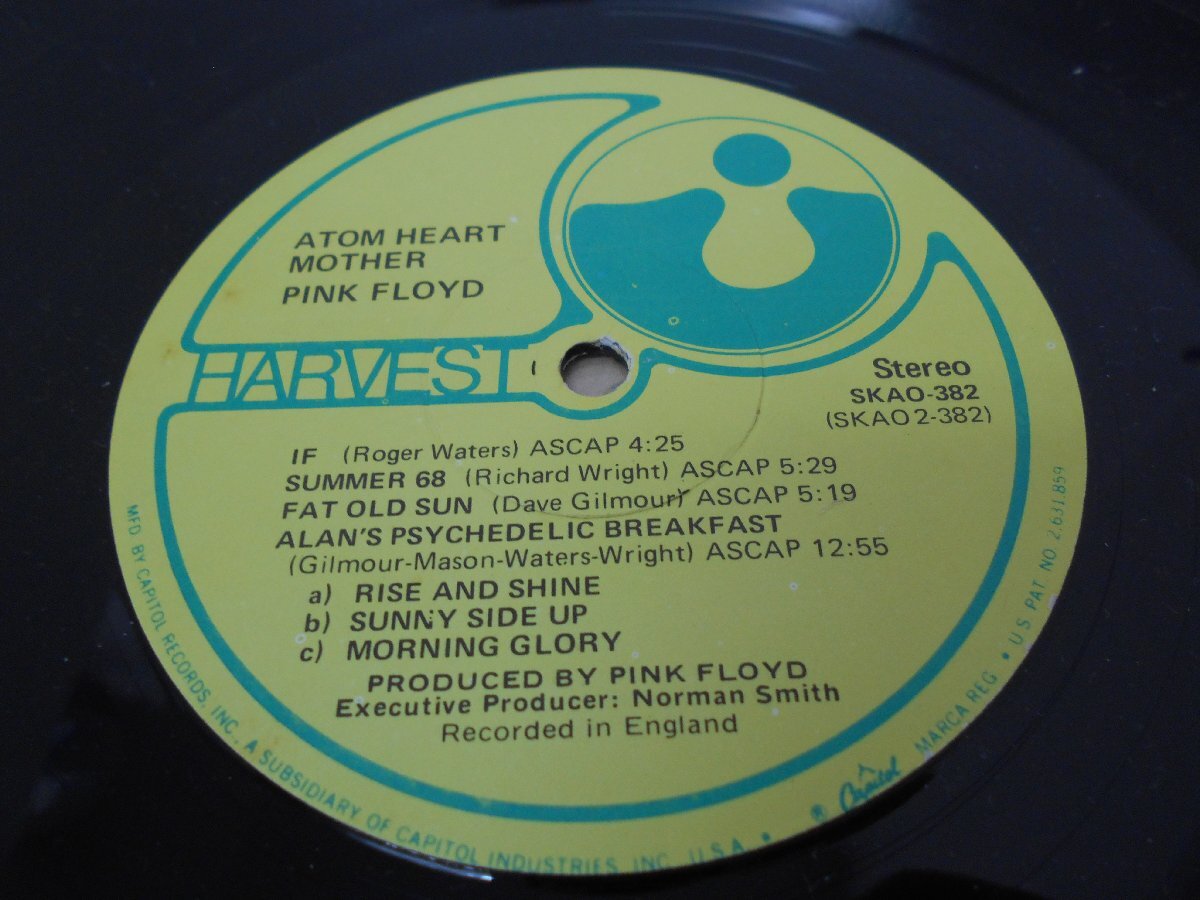 ATOM HEART
MOTHER
PINK FLOYD
HARVEST
Stereo
SKAO-382
(SKAO 2-382)
IF (Roger Waters) ASCAP 4:25
SUMMER 68 (Richard Wright) ASCAP 5:29
FAT OLD SUN (Dave Gilmour) ASCAP 5:19
ALAN'S PSYCHEDELIC BREAKFAST
(Gilmour-Mason-Waters-Wright) ASCAP 12:55
a) RISE AND SHINE
b) SUNNY SIDE UP
c) MORNING GLORY
PRODUCED BY PINK FLOYD
Executive Producer: Norman Smith
Recorded in England
MFD BY CAPITOL RECORDS, INC., A SUBSIDIARY OF CAPITOL INDUSTRIES, INC., U.S.A. • ® Capitol MARCA REG. • U.S. PAT. NO. 2,631,859